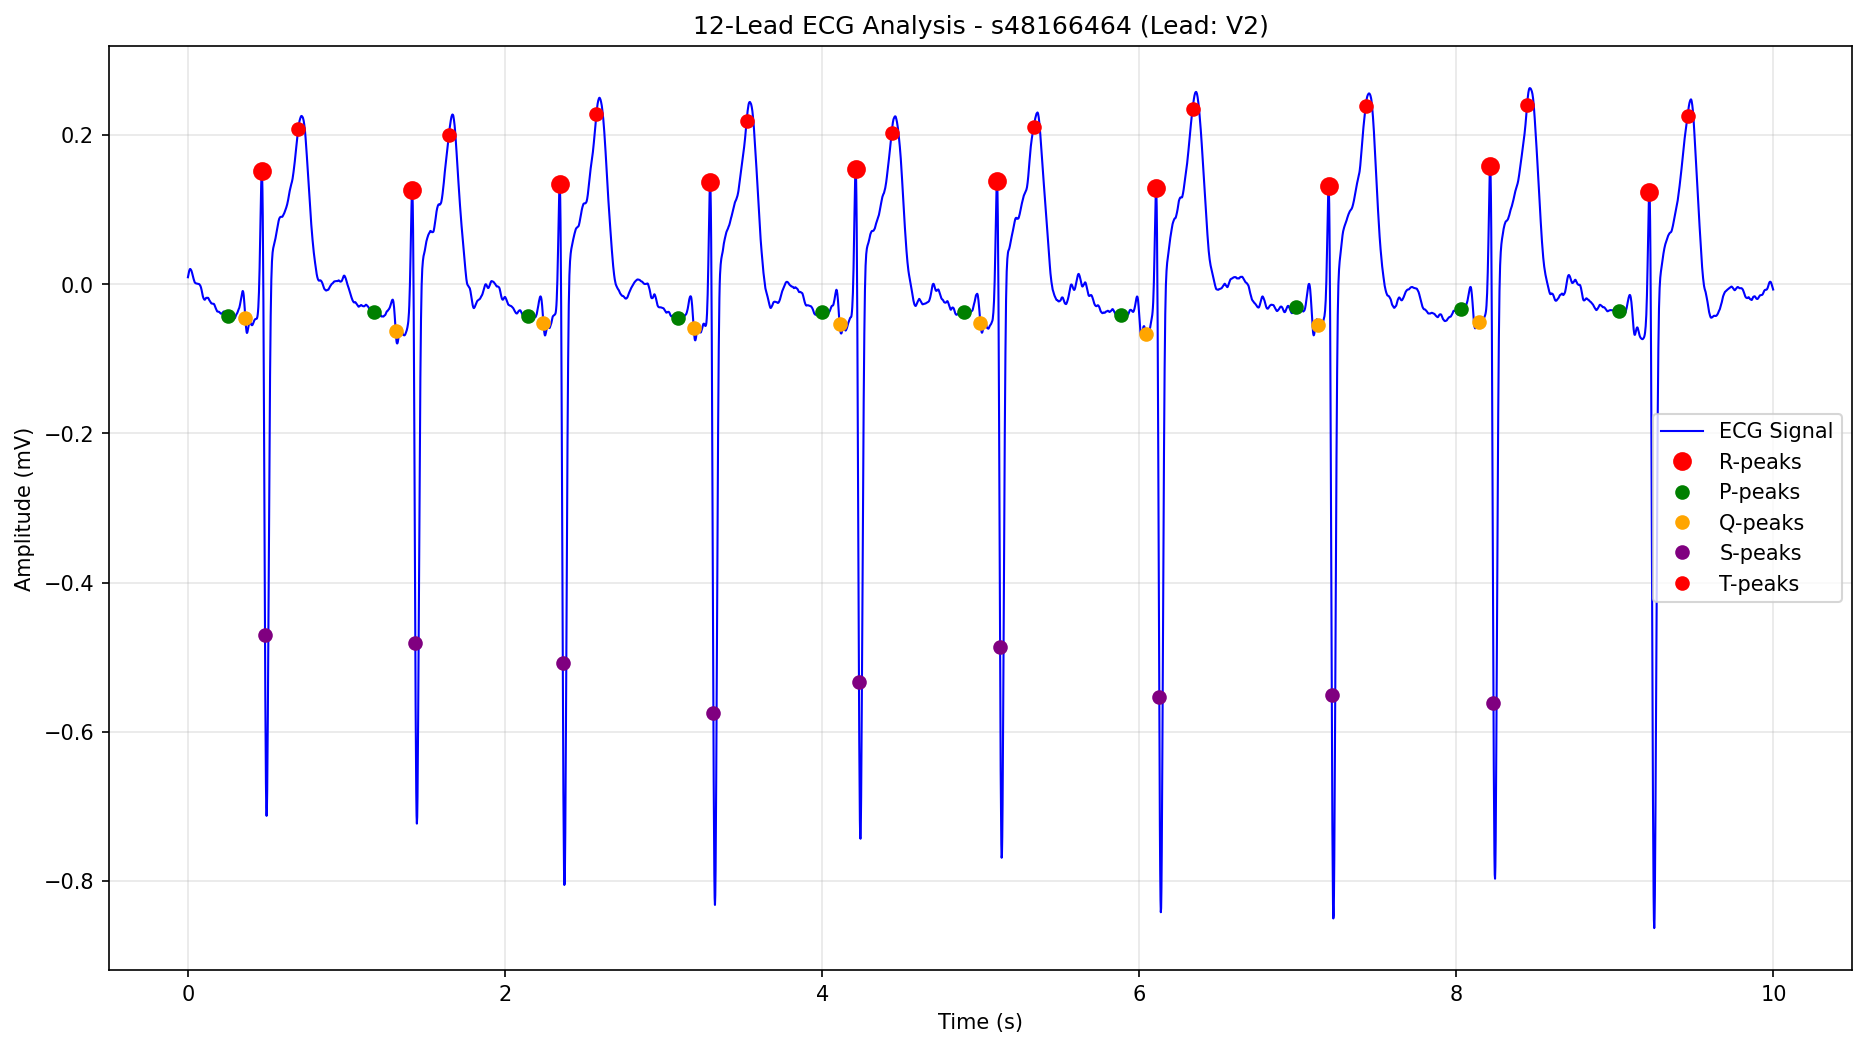 12-Lead ECG Analysis - s48166464 (Lead: V2)
Amplitude (mV)
0.2
0.0
−0.2
−0.4
−0.6
−0.8
ECG Signal
R-peaks
P-peaks
Q-peaks
S-peaks
T-peaks
0 2 4 6 8 10
Time (s)